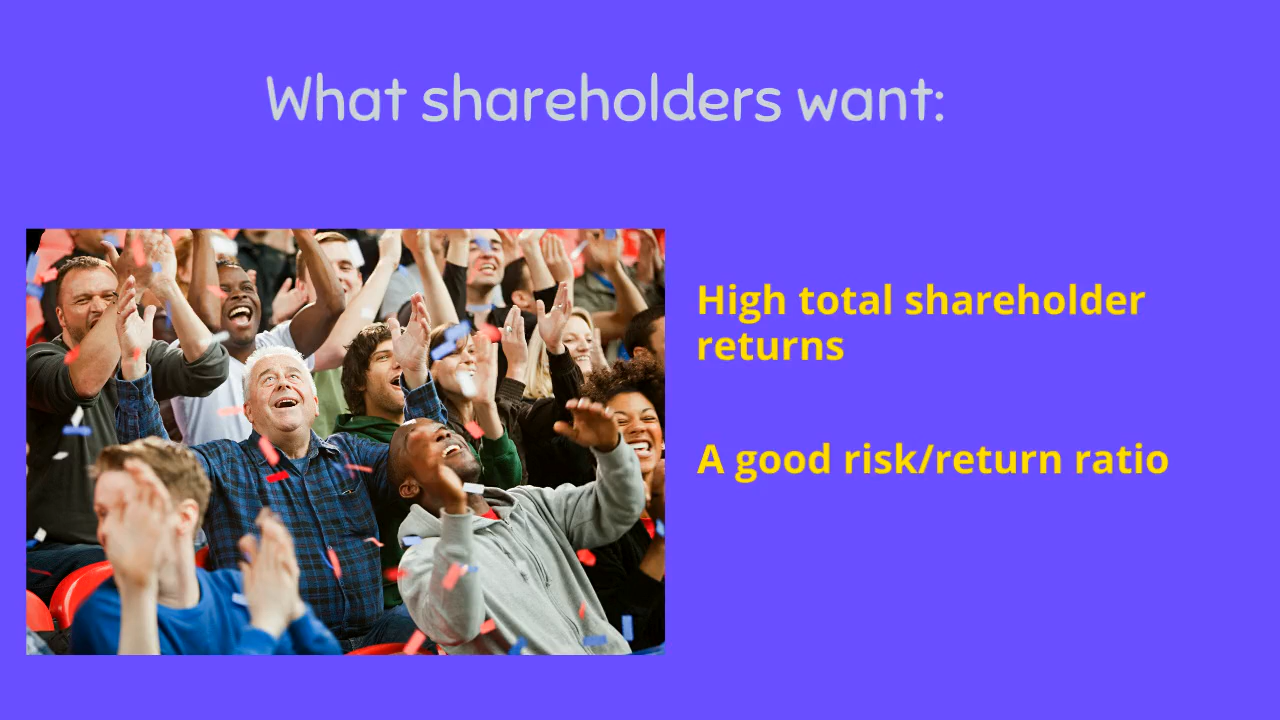 What shareholders want:
High total shareholder
returns
A good risk/return ratio